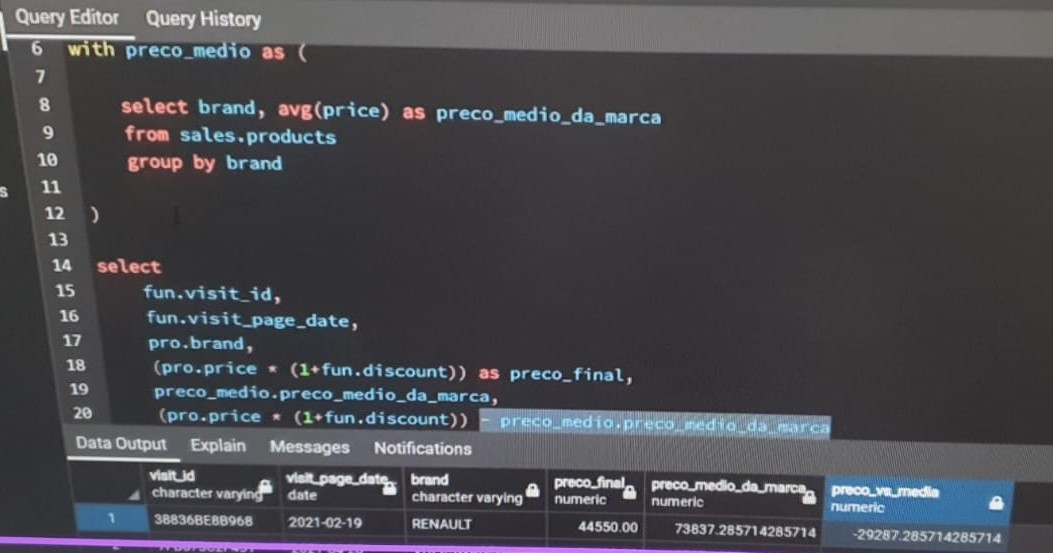 Query Editor Query History
6 with preco_medio as (
7
8 select brand, avg(price) as preco_medio_da_marca
9 from sales.products
10 group by brand
11
12 )
13
14 select
15 fun.visit_id,
16 fun.visit_page_date,
17 pro.brand,
18 (pro.price * (1+fun.discount)) as preco_final,
19 preco_medio.preco_medio_da_marca,
20 (pro.price * (1+fun.discount)) - preco_medio.preco_medio_da_marca
s
Data Output Explain Messages Notifications
visit_id visit_page_date brand preco_final preco_medio_da_marca preco_vs_media
character varying date character varying numeric numeric numeric
1 38836BE8B968 2021-02-19 RENAULT 44550.00 73837.285714285714 -29287.285714285714